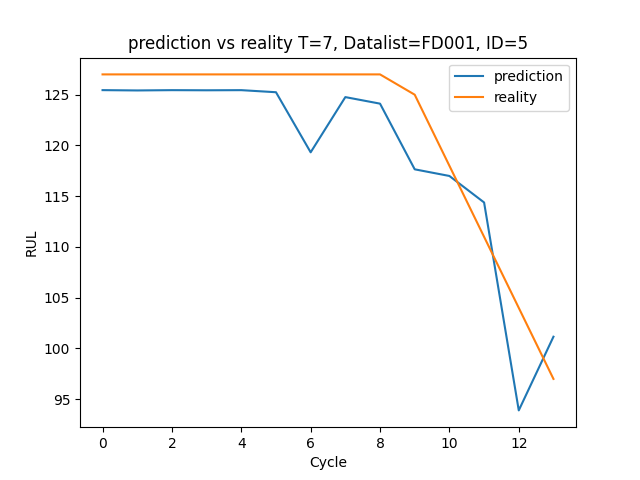 prediction vs reality T=7, Datalist=FD001, ID=5
prediction
reality
RUL
125
120
115
110
105
100
95
0 2 4 6 8 10 12
Cycle